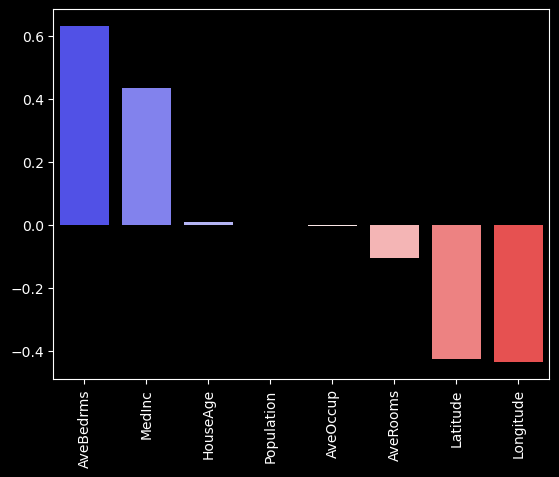 0.6
0.4
0.2
0.0
−0.2
−0.4
AveBedrms
MedInc
HouseAge
Population
AveOccup
AveRooms
Latitude
Longitude